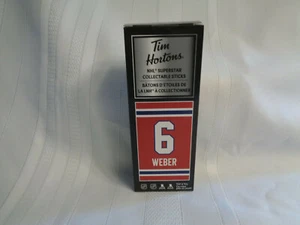 Tim
Hortons
NHL® SUPERSTAR
COLLECTABLE STICKS
BÂTONS D'ÉTOILES DE
LA LNH® À COLLECTIONNER
6
WEBER